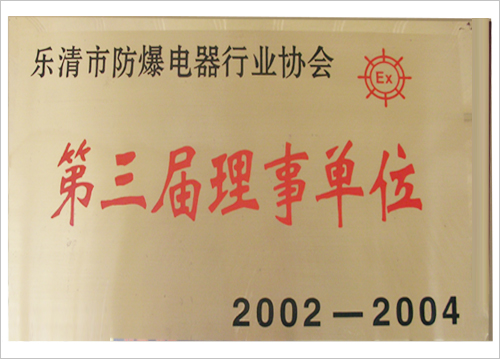 乐清市防爆电器行业协会
Ex
第三届理事单位
2002—2004